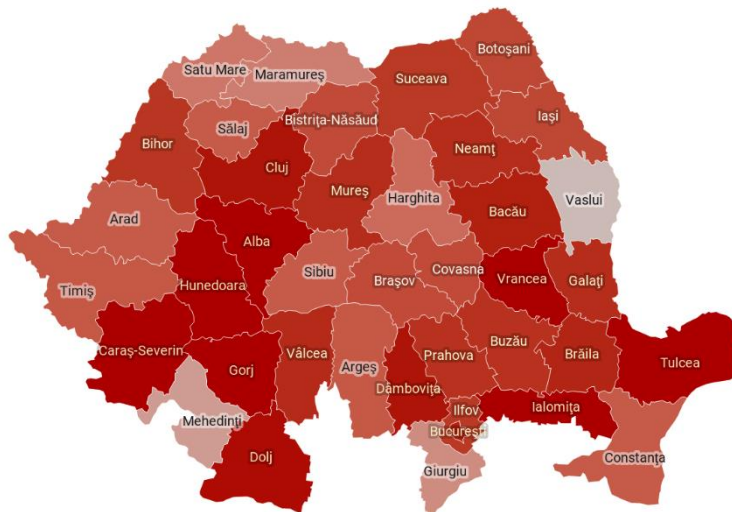 Botoşani
Suceava
Satu Mare
Maramureş
Iaşi
Bistriţa-Năsăud
Sălaj
Bihor
Neamţ
Cluj
Mureş
Harghita
Vaslui
Bacău
Arad
Alba
Sibiu
Covasna
Braşov
Vrancea
Galaţi
Hunedoara
Timiş
Caraş-Severin
Vâlcea
Gorj
Argeş
Prahova
Buzău
Brăila
Tulcea
Dâmboviţa
Ilfov
Ialomiţa
Mehedinţi
Bucureşti
Dolj
Giurgiu
Constanţa